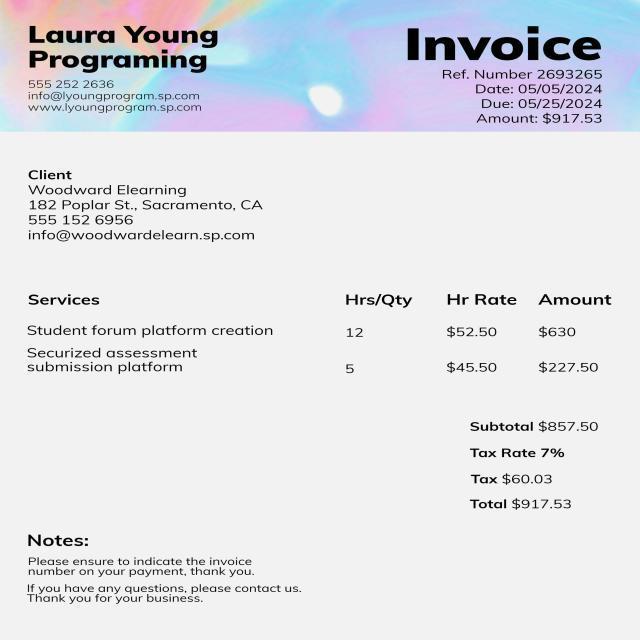 Laura Young
Programing
555 252 2636
info@lyoungprogram.sp.com
www.lyoungprogram.sp.com
Invoice
Ref. Number 2693265
Date: 05/05/2024
Due: 05/25/2024
Amount: $917.53
Client
Woodward Elearning
182 Poplar St., Sacramento, CA
555 152 6956
info@woodwardelearn.sp.com
Services Hrs/Qty Hr Rate Amount
Student forum platform creation 12 $52.50 $630
Securized assessment
submission platform 5 $45.50 $227.50
Subtotal $857.50
Tax Rate 7%
Tax $60.03
Total $917.53
Notes:
Please ensure to indicate the invoice
number on your payment, thank you.
If you have any questions, please contact us.
Thank you for your business.